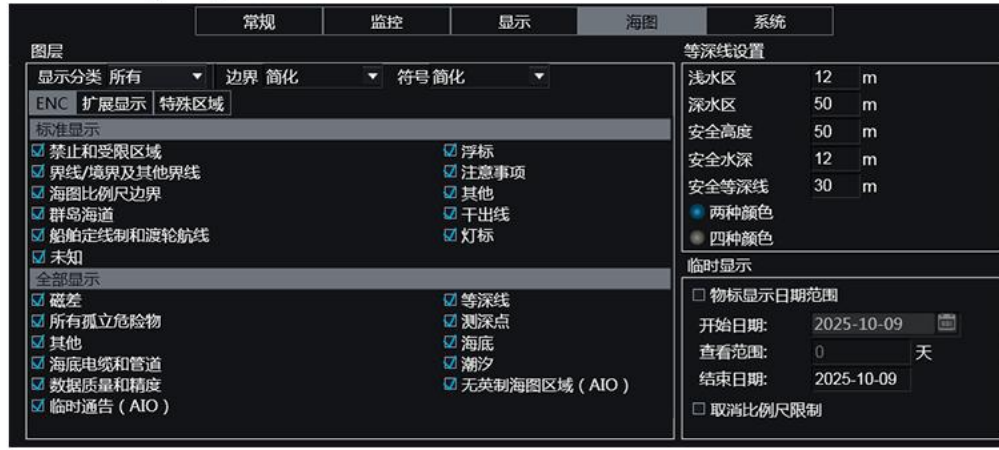 常规 监控 显示 海图 系统
图层
显示分类 所有 边界 简化 符号 简化
ENC 扩展显示 特殊区域
标准显示
禁止和受限区域 浮标
界线/境界及其他界线 注意事项
海图比例尺边界 其他
群岛海道 干出线
船舶定线制和渡轮航线 灯标
未知
全部显示
磁差 等深线
所有孤立危险物 测深点
其他 海底
海底电缆和管道 潮汐
数据质量和精度 无英制海图区域 ( AIO )
临时通告 ( AIO )
等深线设置
浅水区 12 m
深水区 50 m
安全高度 50 m
安全水深 12 m
安全等深线 30 m
两种颜色
四种颜色
临时显示
物标显示日期范围
开始日期: 2025-10-09
查看范围: 0 天
结束日期: 2025-10-09
取消比例尺限制